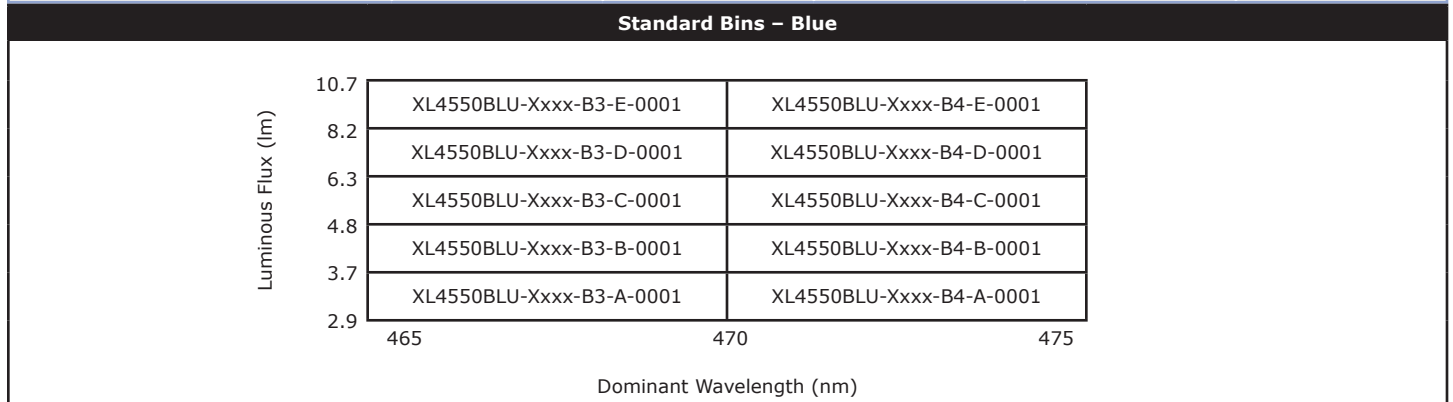 Standard Bins – Blue
Luminous Flux (lm)
10.7
XL4550BLU-Xxxx-B3-E-0001 XL4550BLU-Xxxx-B4-E-0001
8.2
XL4550BLU-Xxxx-B3-D-0001 XL4550BLU-Xxxx-B4-D-0001
6.3
XL4550BLU-Xxxx-B3-C-0001 XL4550BLU-Xxxx-B4-C-0001
4.8
XL4550BLU-Xxxx-B3-B-0001 XL4550BLU-Xxxx-B4-B-0001
3.7
XL4550BLU-Xxxx-B3-A-0001 XL4550BLU-Xxxx-B4-A-0001
2.9
465 470 475
Dominant Wavelength (nm)